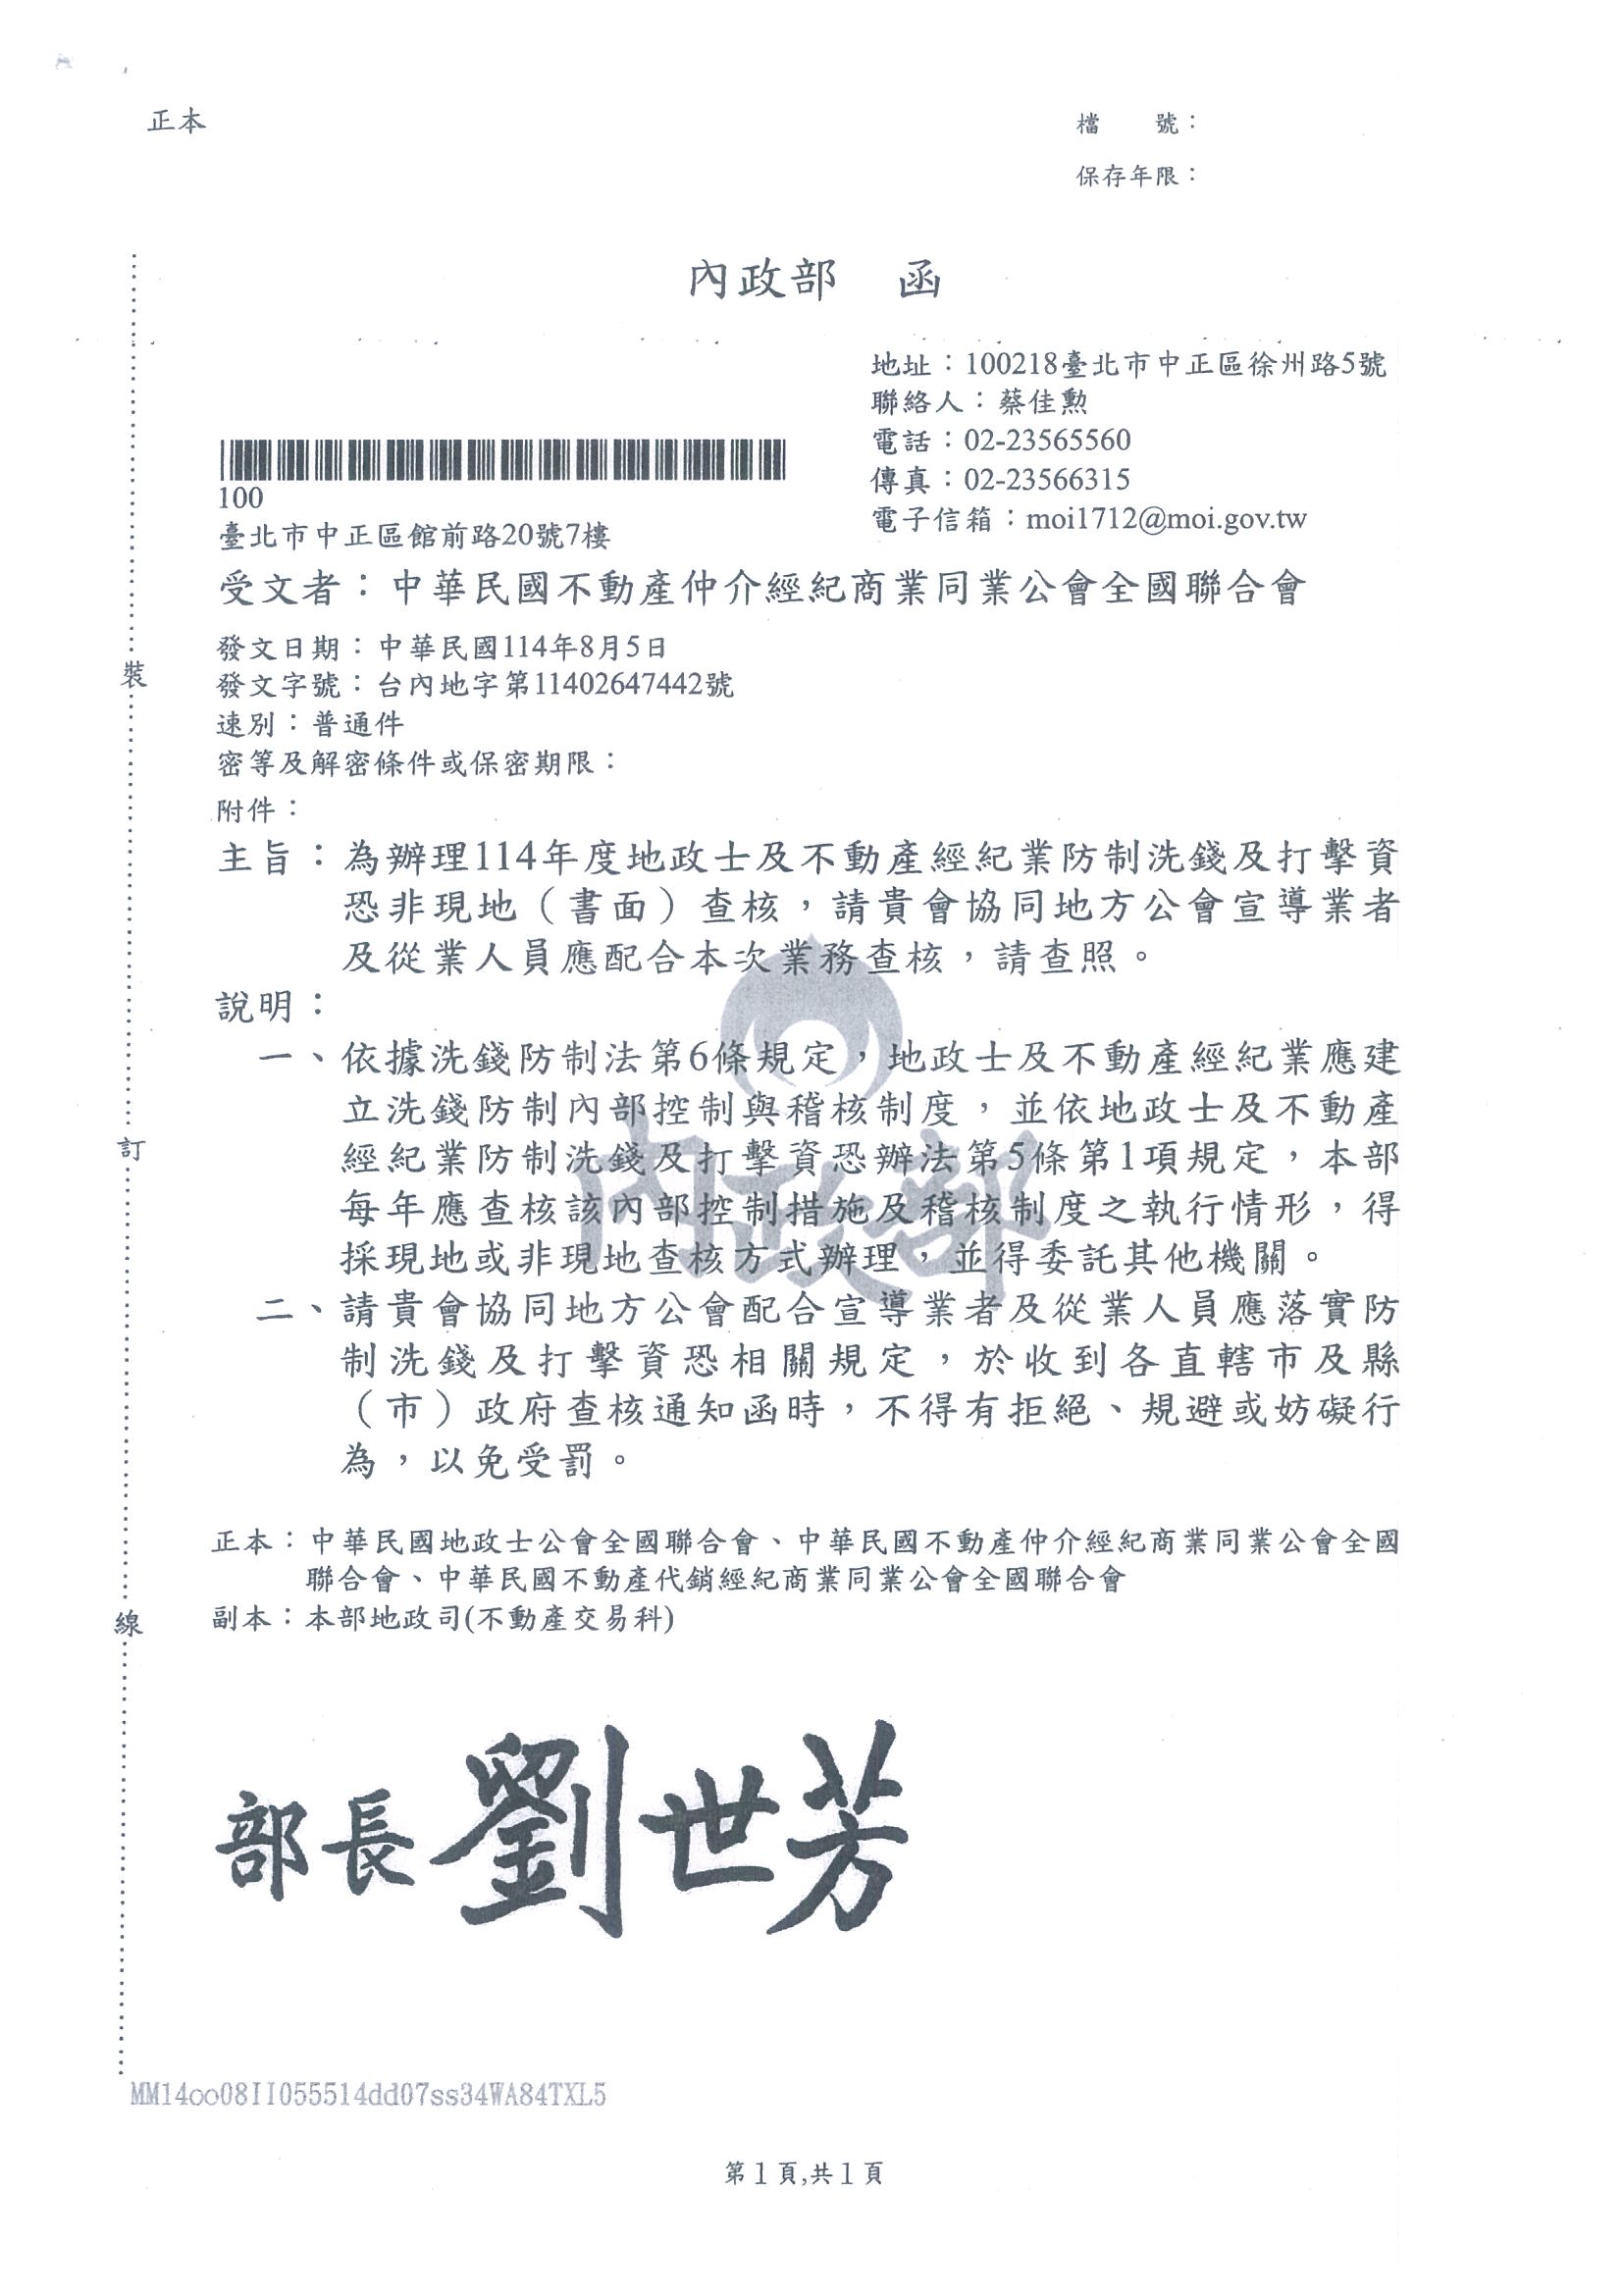 正本
檔　　號：
保存年限：
內政部　函
地址：100218臺北市中正區徐州路5號
聯絡人：蔡佳勲
電話：02-23565560
傳真：02-23566315
電子信箱：moi1712@moi.gov.tw
100
臺北市中正區館前路20號7樓
受文者：中華民國不動產仲介經紀商業同業公會全國聯合會
發文日期：中華民國114年8月5日
發文字號：台內地字第11402647442號
速別：普通件
密等及解密條件或保密期限：
附件：
主旨：為辦理114年度地政士及不動產經紀業防制洗錢及打擊資
恐非現地（書面）查核，請貴會協同地方公會宣導業者
及從業人員應配合本次業務查核，請查照。
說明：
一、依據洗錢防制法第6條規定，地政士及不動產經紀業應建
立洗錢防制內部控制與稽核制度，並依地政士及不動產
經紀業防制洗錢及打擊資恐辦法第5條第1項規定，本部
每年應查核該內部控制措施及稽核制度之執行情形，得
採現地或非現地查核方式辦理，並得委託其他機關。
二、請貴會協同地方公會配合宣導業者及從業人員應落實防
制洗錢及打擊資恐相關規定，於收到各直轄市及縣
（市）政府查核通知函時，不得有拒絕、規避或妨礙行
為，以免受罰。
正本：中華民國地政士公會全國聯合會、中華民國不動產仲介經紀商業同業公會全國
聯合會、中華民國不動產代銷經紀商業同業公會全國聯合會
副本：本部地政司(不動產交易科)
部長劉世芳
裝
訂
線
內政部
MM14oo08II055514dd07ss34WA84TXL5
第1頁,共1頁